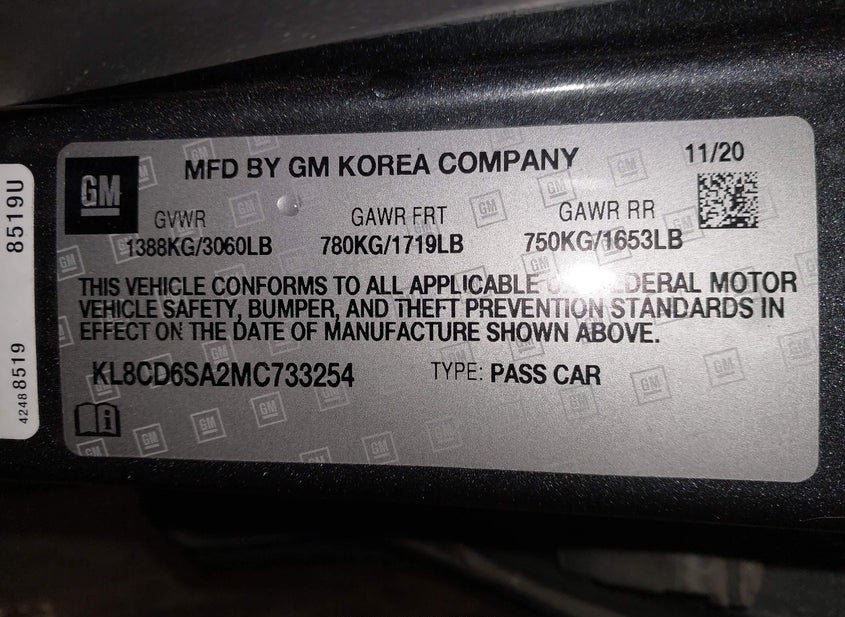 GM
MFD BY GM KOREA COMPANY
11/20
GVWR
1388KG/3060LB
GAWR FRT
780KG/1719LB
GAWR RR
750KG/1653LB
THIS VEHICLE CONFORMS TO ALL APPLICABLE FEDERAL MOTOR
VEHICLE SAFETY, BUMPER, AND THEFT PREVENTION STANDARDS IN
EFFECT ON THE DATE OF MANUFACTURE SHOWN ABOVE.
KL8CD6SA2MC733254
TYPE: PASS CAR
42488519
8519U